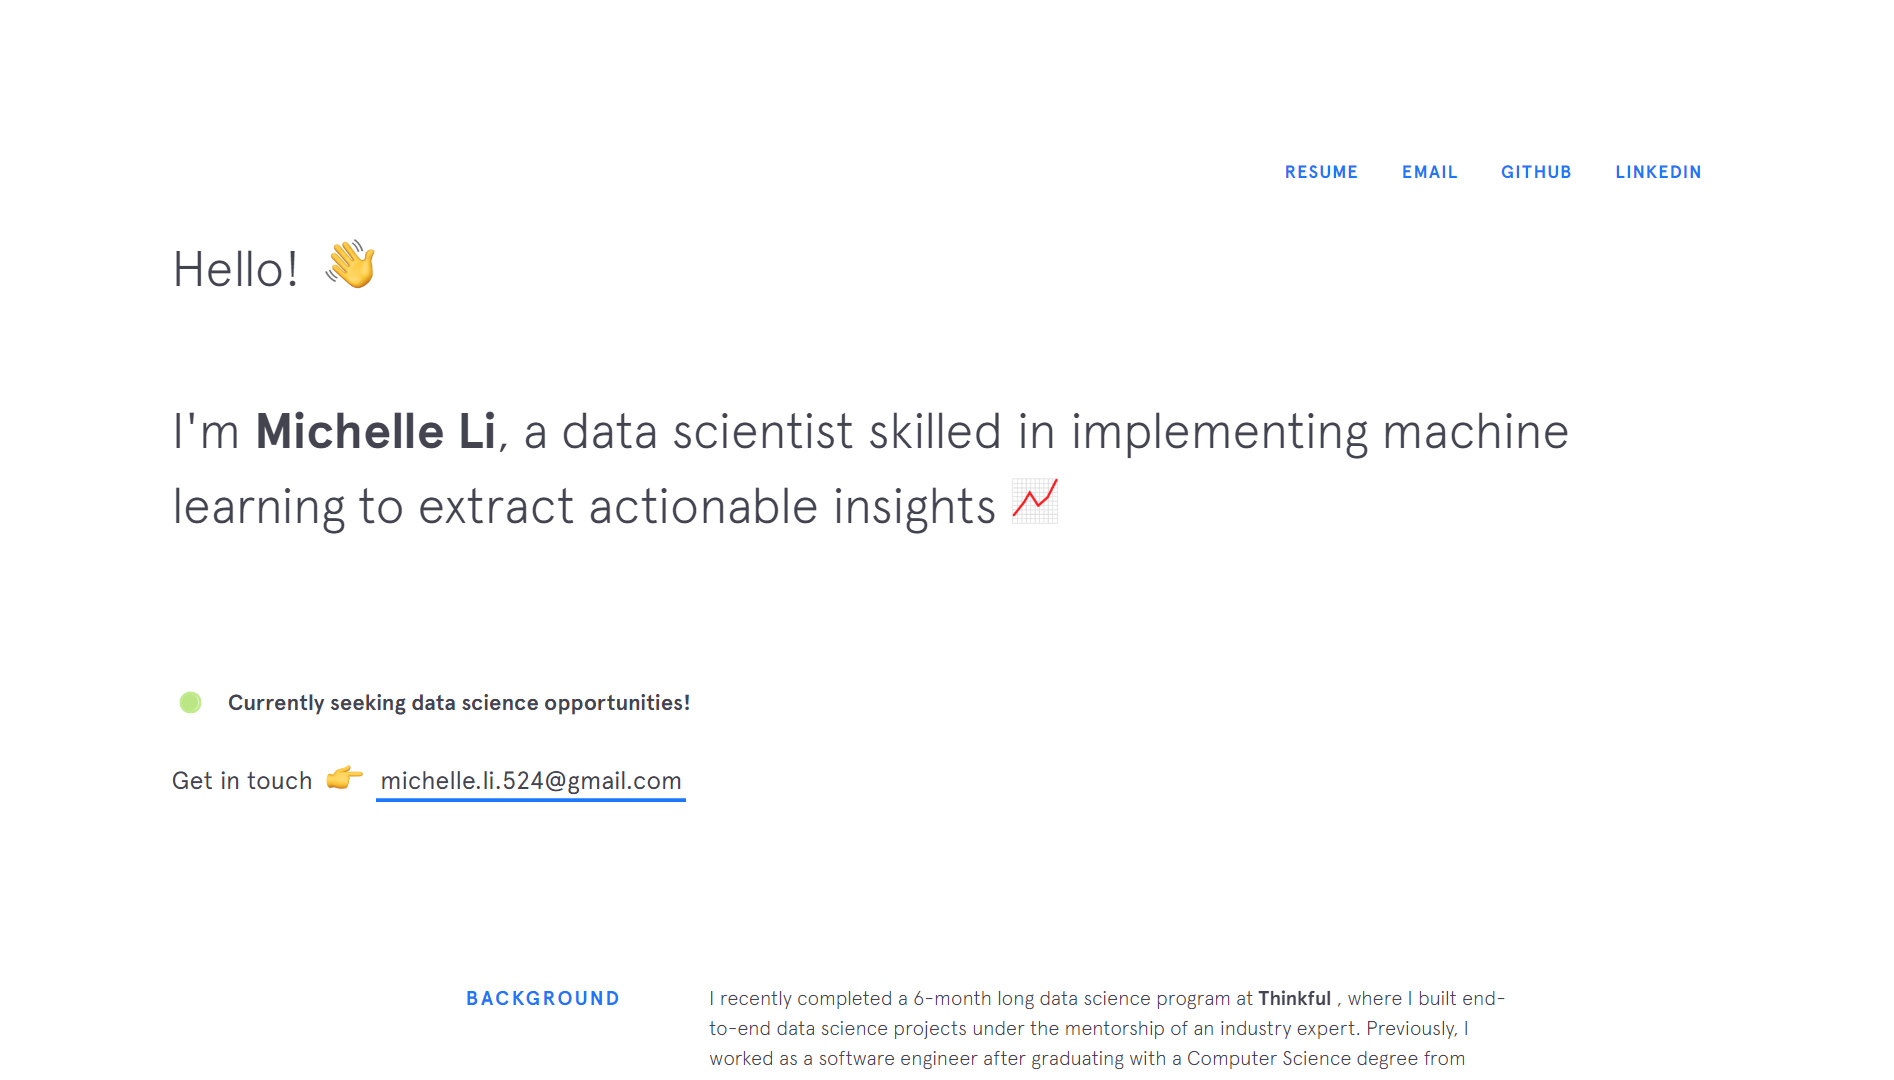 RESUME EMAIL GITHUB LINKEDIN
Hello!
I'm Michelle Li, a data scientist skilled in implementing machine
learning to extract actionable insights
Currently seeking data science opportunities!
Get in touch michelle.li.524@gmail.com
BACKGROUND
I recently completed a 6-month long data science program at Thinkful , where I built end-
to-end data science projects under the mentorship of an industry expert. Previously, I
worked as a software engineer after graduating with a Computer Science degree from